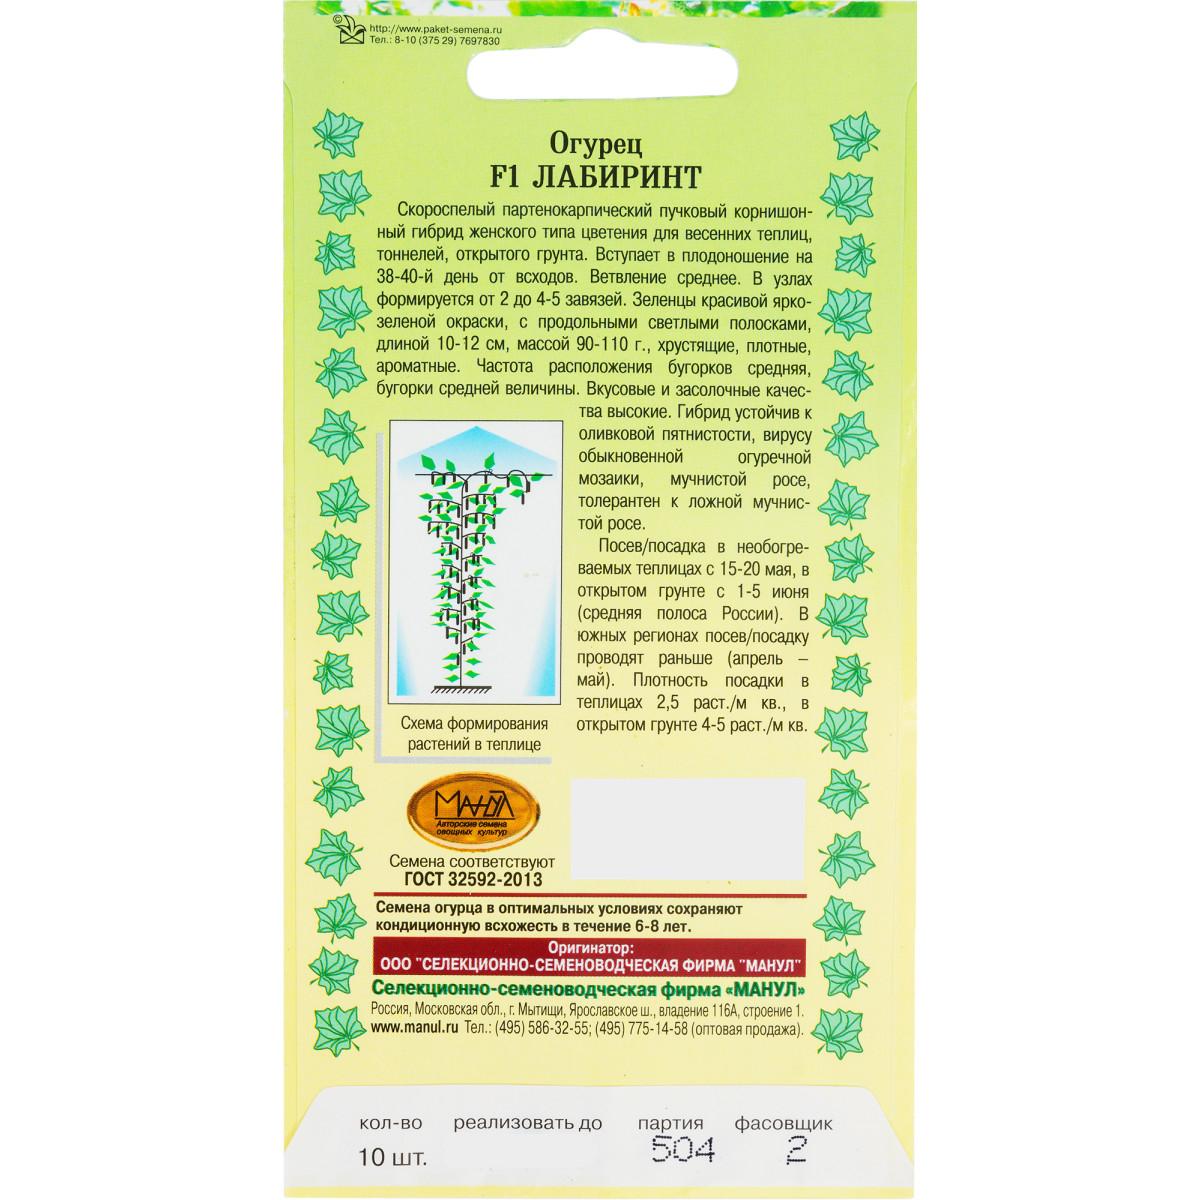 © http://www.paket-semena.ru
Тел.: 8-10 (375 29) 7697830
Огурец
F1 ЛАБИРИНТ
Скороспелый партенокарпический пучковый корнишон-
ный гибрид женского типа цветения для весенних теплиц,
тоннелей, открытого грунта. Вступает в плодоношение на
38-40-й день от всходов. Ветвление среднее. В узлах
формируется от 2 до 4-5 завязей. Зеленцы красивой ярко-
зеленой окраски, с продольными светлыми полосками,
длиной 10-12 см, массой 90-110 г., хрустящие, плотные,
ароматные. Частота расположения бугорков средняя,
бугорки средней величины. Вкусовые и засолочные качес-
тва высокие. Гибрид устойчив к
оливковой пятнистости, вирусу
обыкновенной огуречной
мозаики, мучнистой росе,
толерантен к ложной мучнис-
той росе.
Посев/посадка в необогре-
ваемых теплицах с 15-20 мая, в
открытом грунте с 1-5 июня
(средняя полоса России). В
южных регионах посев/посадку
проводят раньше (апрель –
май). Плотность посадки в
теплицах 2,5 раст./м кв., в
открытом грунте 4-5 раст./м кв.
Схема формирования
растений в теплице
МАНУЛ
Авторские семена
овощных культур
Семена соответствуют
ГОСТ 32592-2013
Семена огурца в оптимальных условиях сохраняют
кондиционную всхожесть в течение 6-8 лет.
Оригинатор:
ООО "СЕЛЕКЦИОННО-СЕМЕНОВОДЧЕСКАЯ ФИРМА "МАНУЛ"
Селекционно-семеноводческая фирма «МАНУЛ»
Россия, Московская обл., г. Мытищи, Ярославское ш., владение 116А, строение 1.
www.manul.ru Тел.: (495) 586-32-55; (495) 775-14-58 (оптовая продажа).
кол-во реализовать до партия фасовщик
10 шт. 504 2